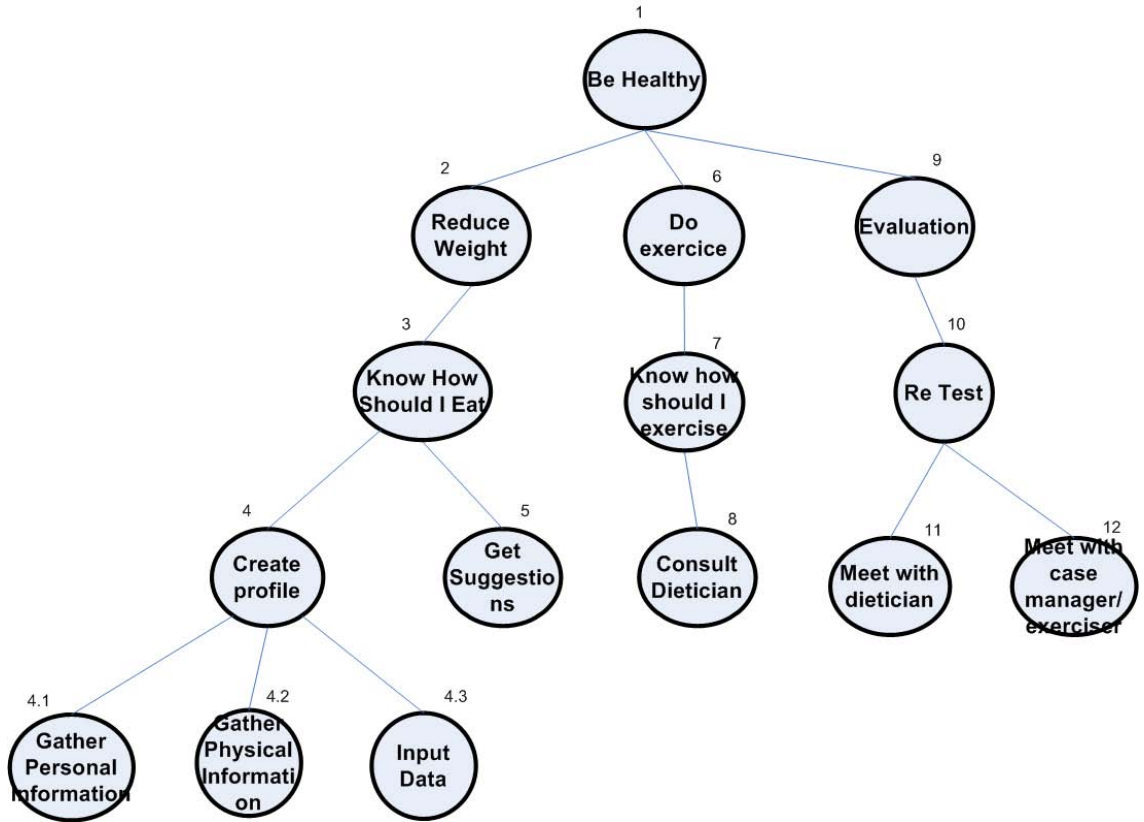 1
Be Healthy
2
Reduce
Weight
6
Do
exercice
9
Evaluation
3
Know How
Should I Eat
7
Know how
should I
exercise
10
Re Test
4
Create
profile
5
Get
Suggestio
ns
8
Consult
Dietician
11
Meet with
dietician
12
Meet with
case
manager/
exerciser
4.1
Gather
Personal
Information
4.2
Gather
Physical
Informati
on
4.3
Input
Data